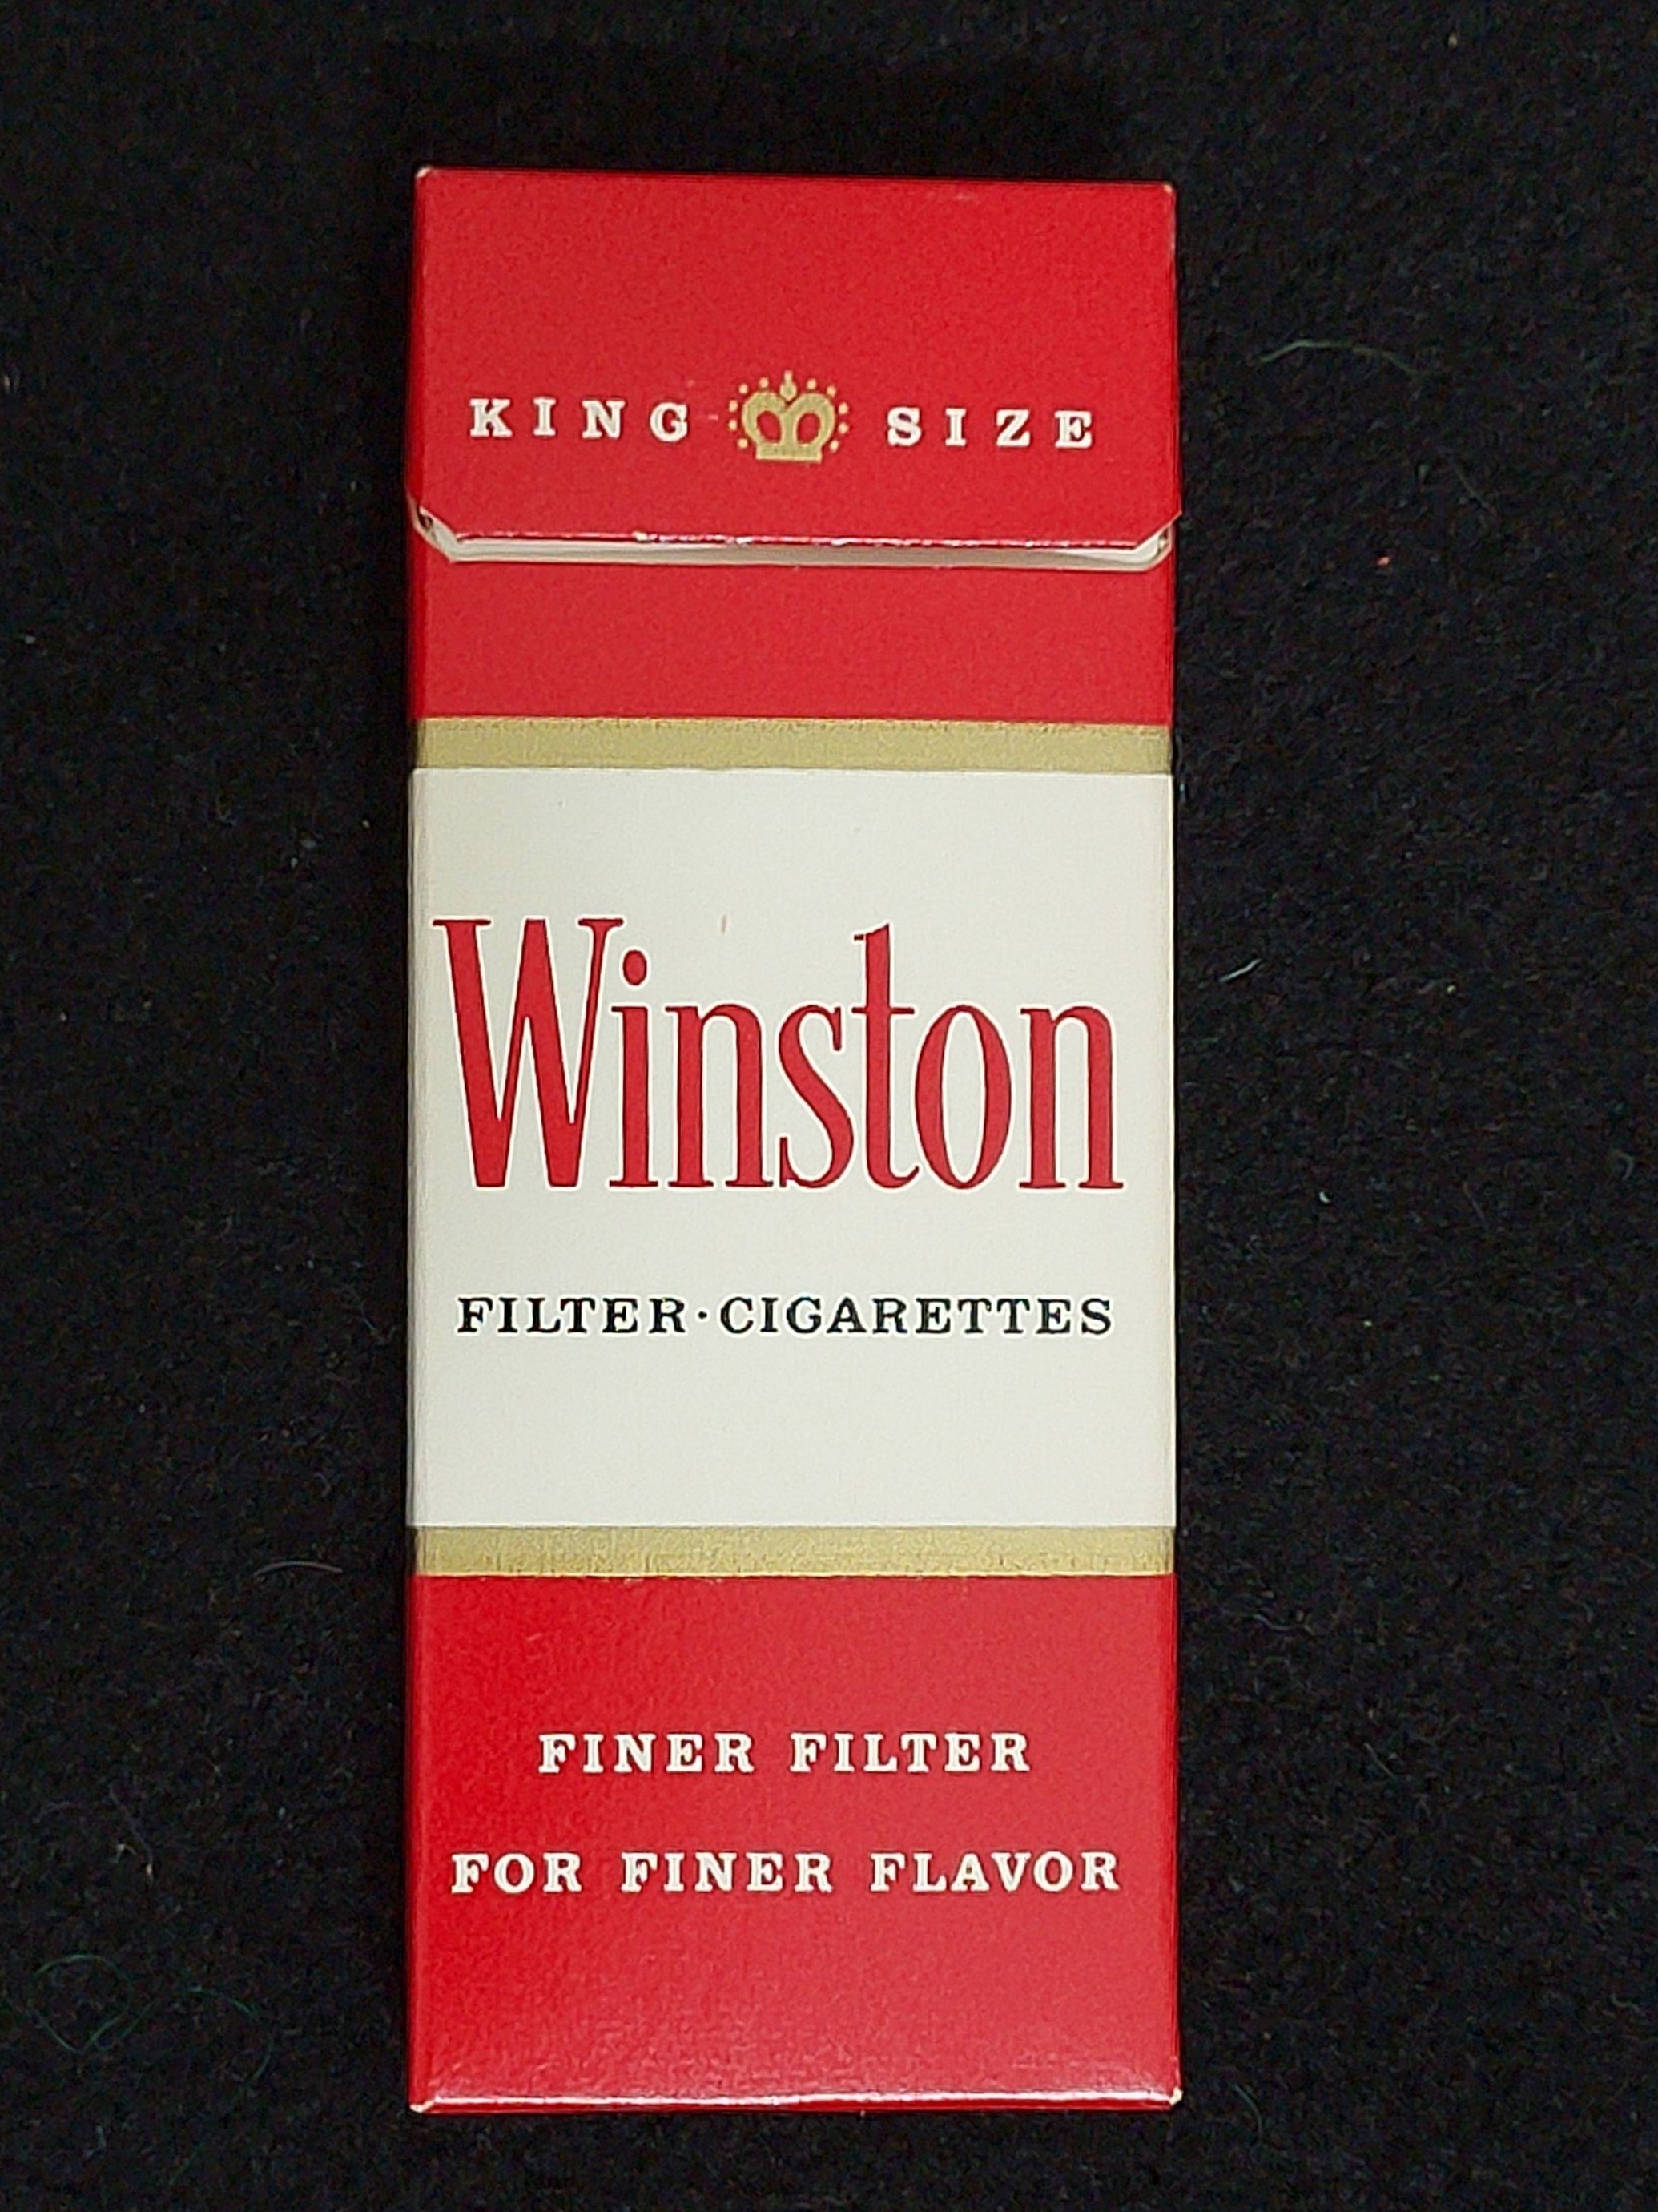 KING SIZE
Winston
FILTER·CIGARETTES
FINER FILTER
FOR FINER FLAVOR